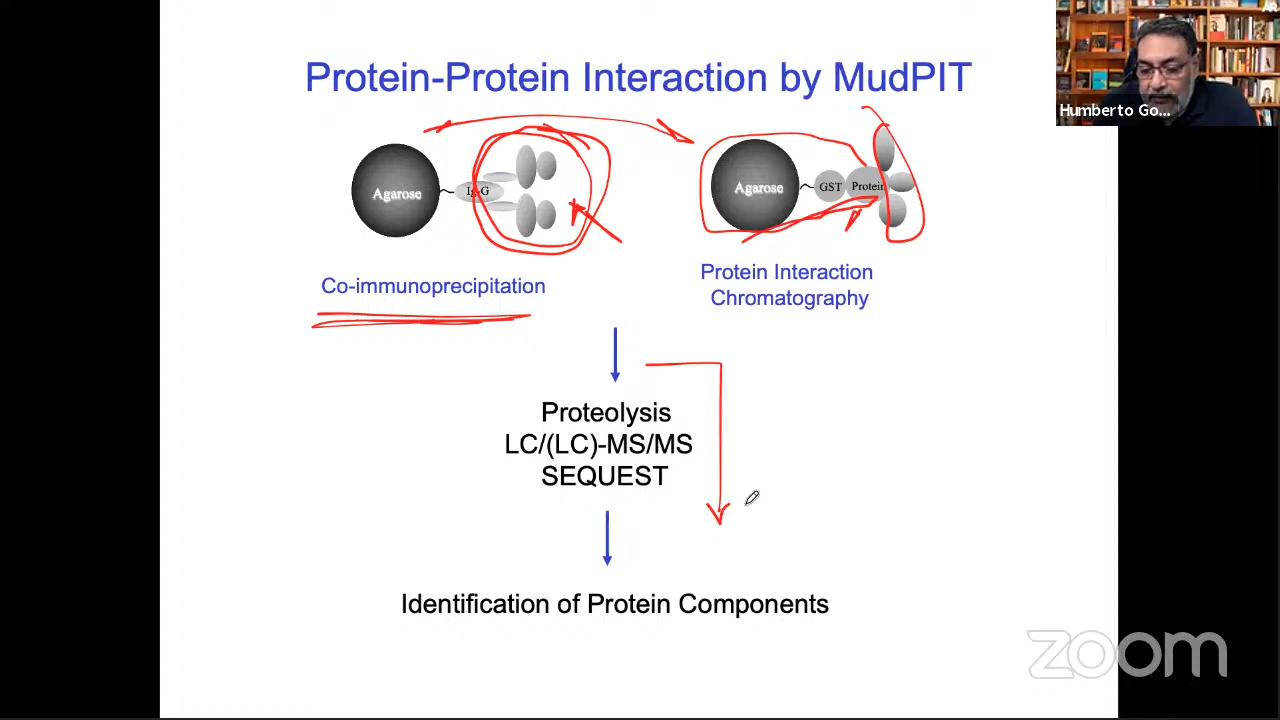 Protein-Protein Interaction by MudPIT
Humberto Go...
Agarose
IgG
Agarose
GST
Protein
Co-immunoprecipitation
Protein Interaction
Chromatography
Proteolysis
LC/(LC)-MS/MS
SEQUEST
Identification of Protein Components
zoom